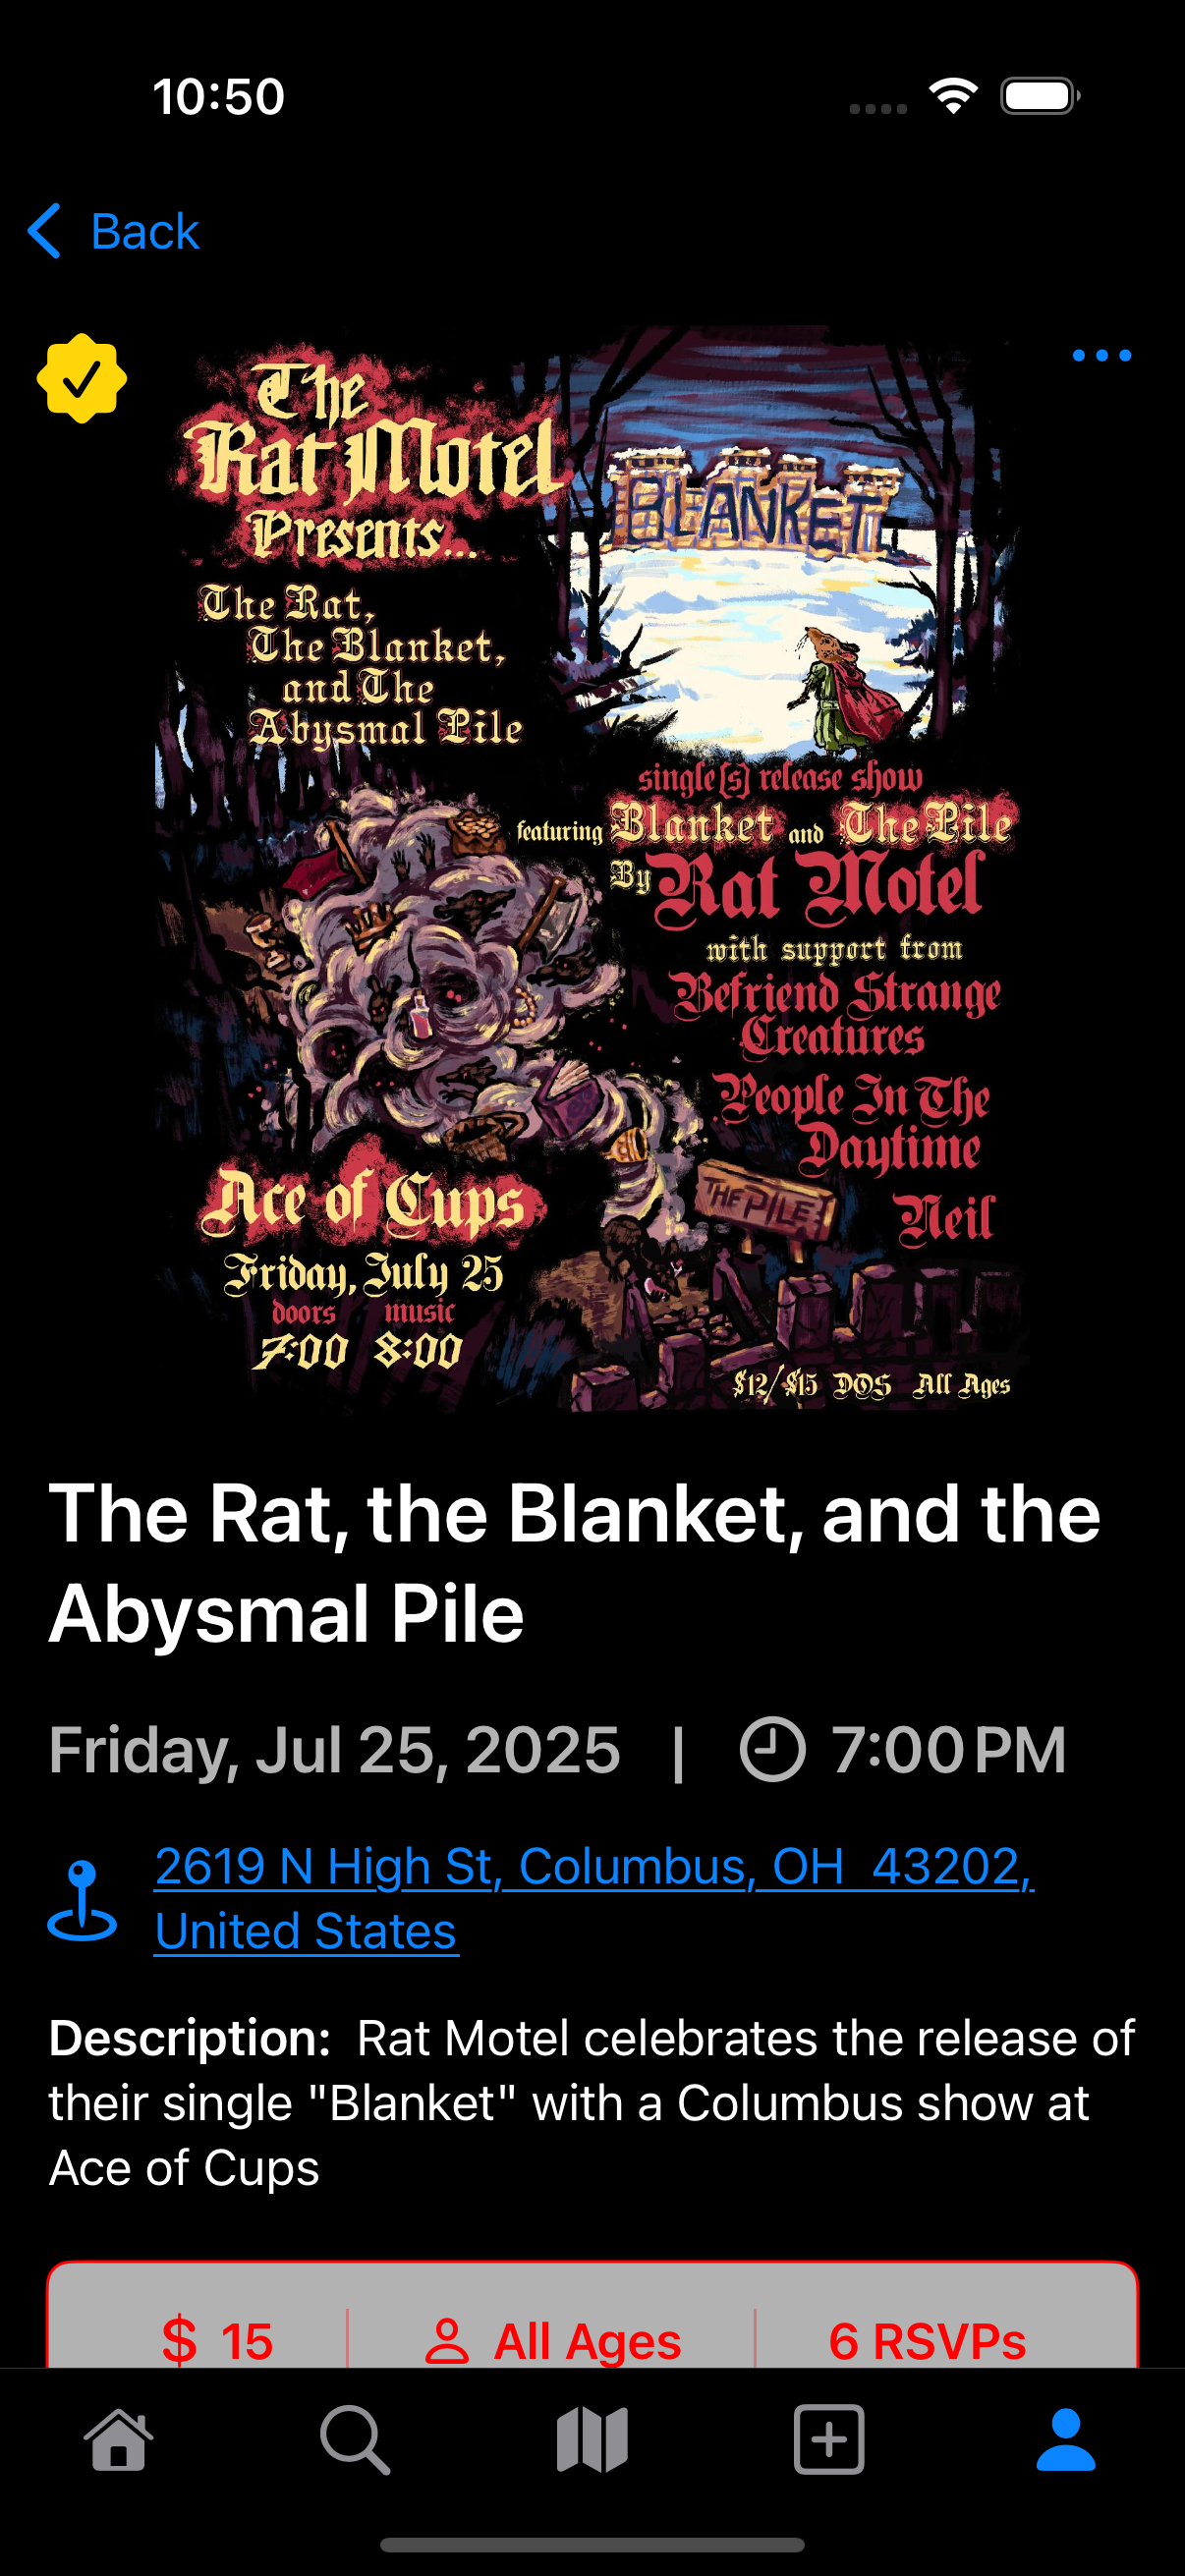 10:50
Back
The
Rat Motel
Presents...
BLANKET
The Rat,
The Blanket,
and The
Abysmal Pile
single(s) release show
featuring Blanket and The Pile
By Rat Motel
with support from
Befriend Strange
Creatures
People In The
Daytime
THE PILE
Neil
Ace of Cups
Friday, July 25
doors music
7:00 8:00
$12/$15 DOS All Ages
The Rat, the Blanket, and the
Abysmal Pile
Friday, Jul 25, 2025 | 7:00 PM
2619 N High St, Columbus, OH 43202,
United States
Description: Rat Motel celebrates the release of
their single "Blanket" with a Columbus show at
Ace of Cups
$ 15 All Ages 6 RSVPs